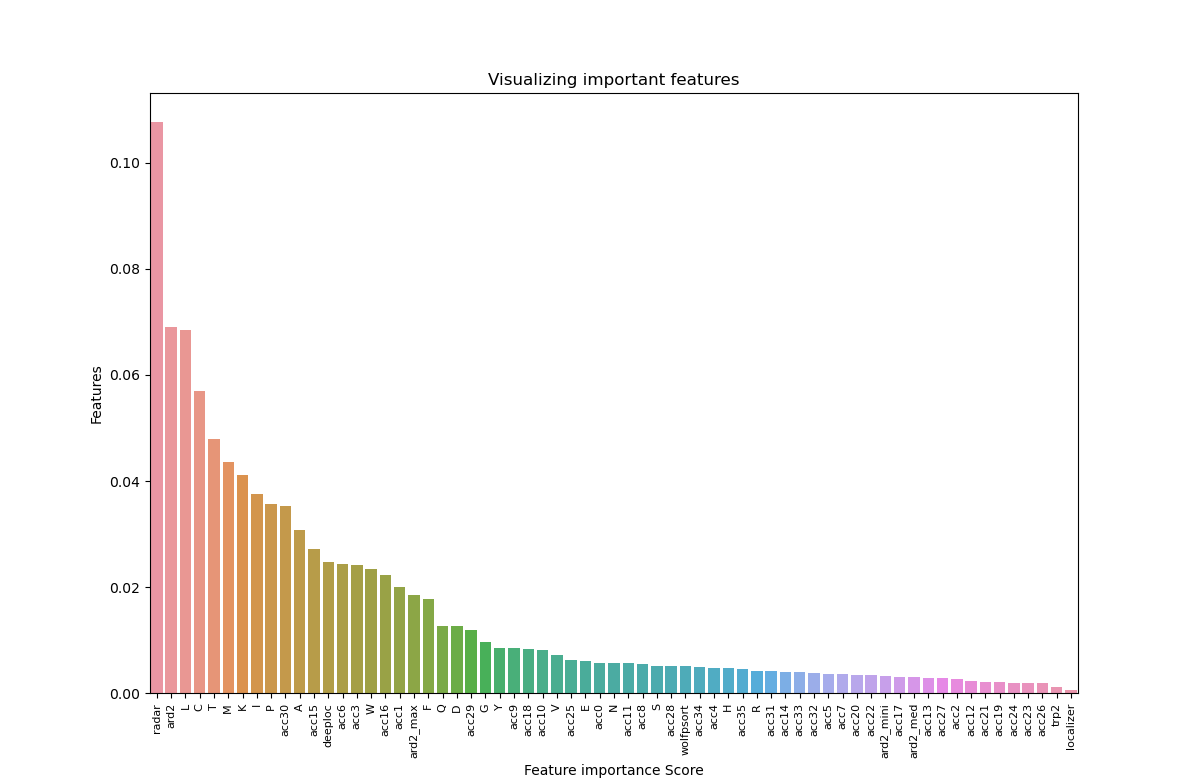 Visualizing important features
0.10
0.08
0.06
0.04
0.02
0.00
Features
radar
ard2
L
C
T
M
K
I
P
acc30
A
acc15
deeploc
acc6
acc3
W
acc16
acc1
ard2_max
F
Q
D
acc29
G
Y
acc9
acc18
acc10
V
acc25
E
acc0
N
acc11
acc8
S
acc28
wolfpsort
acc34
acc4
H
acc35
R
acc31
acc14
acc33
acc32
acc5
acc7
acc20
acc22
ard2_mini
acc17
ard2_med
acc13
acc27
acc2
acc12
acc21
acc19
acc24
acc23
acc26
trp2
localizer
Feature importance Score